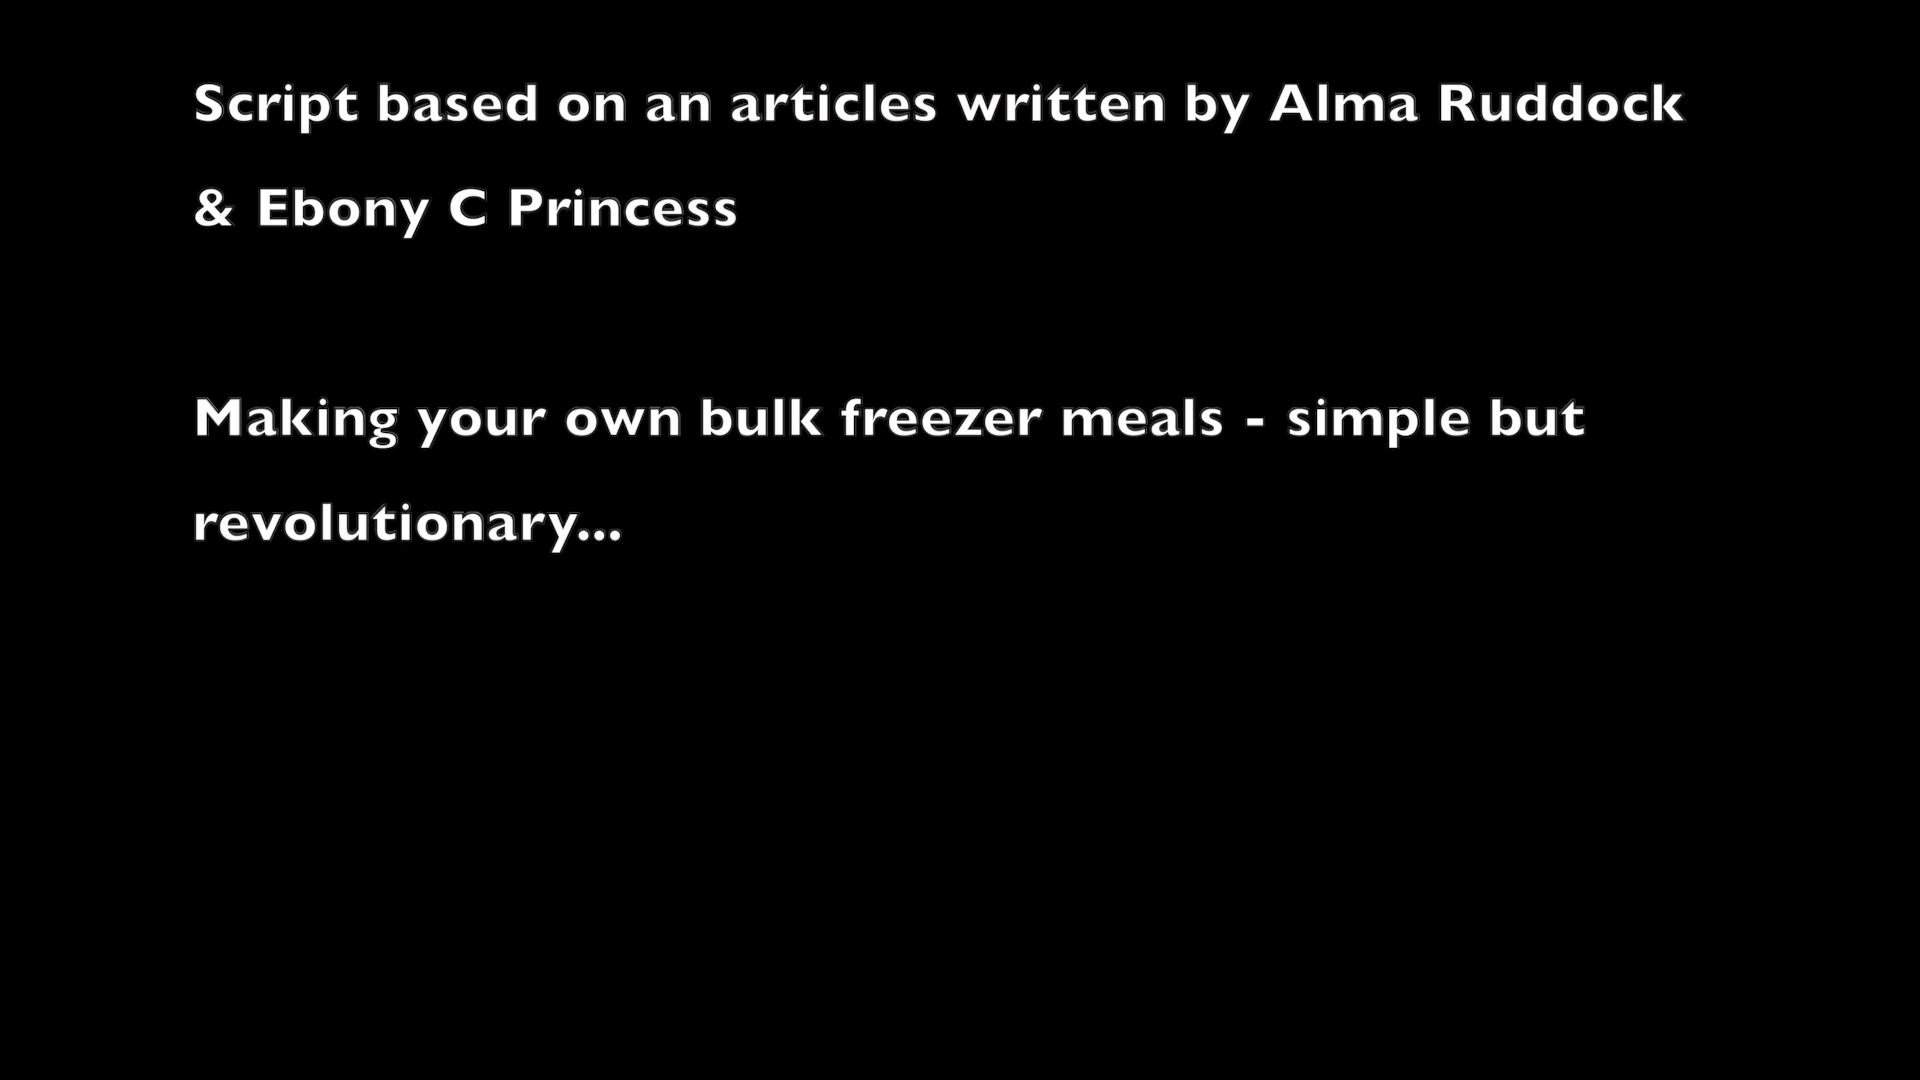 Script based on an articles written by Alma Ruddock
& Ebony C Princess
Making your own bulk freezer meals - simple but
revolutionary...